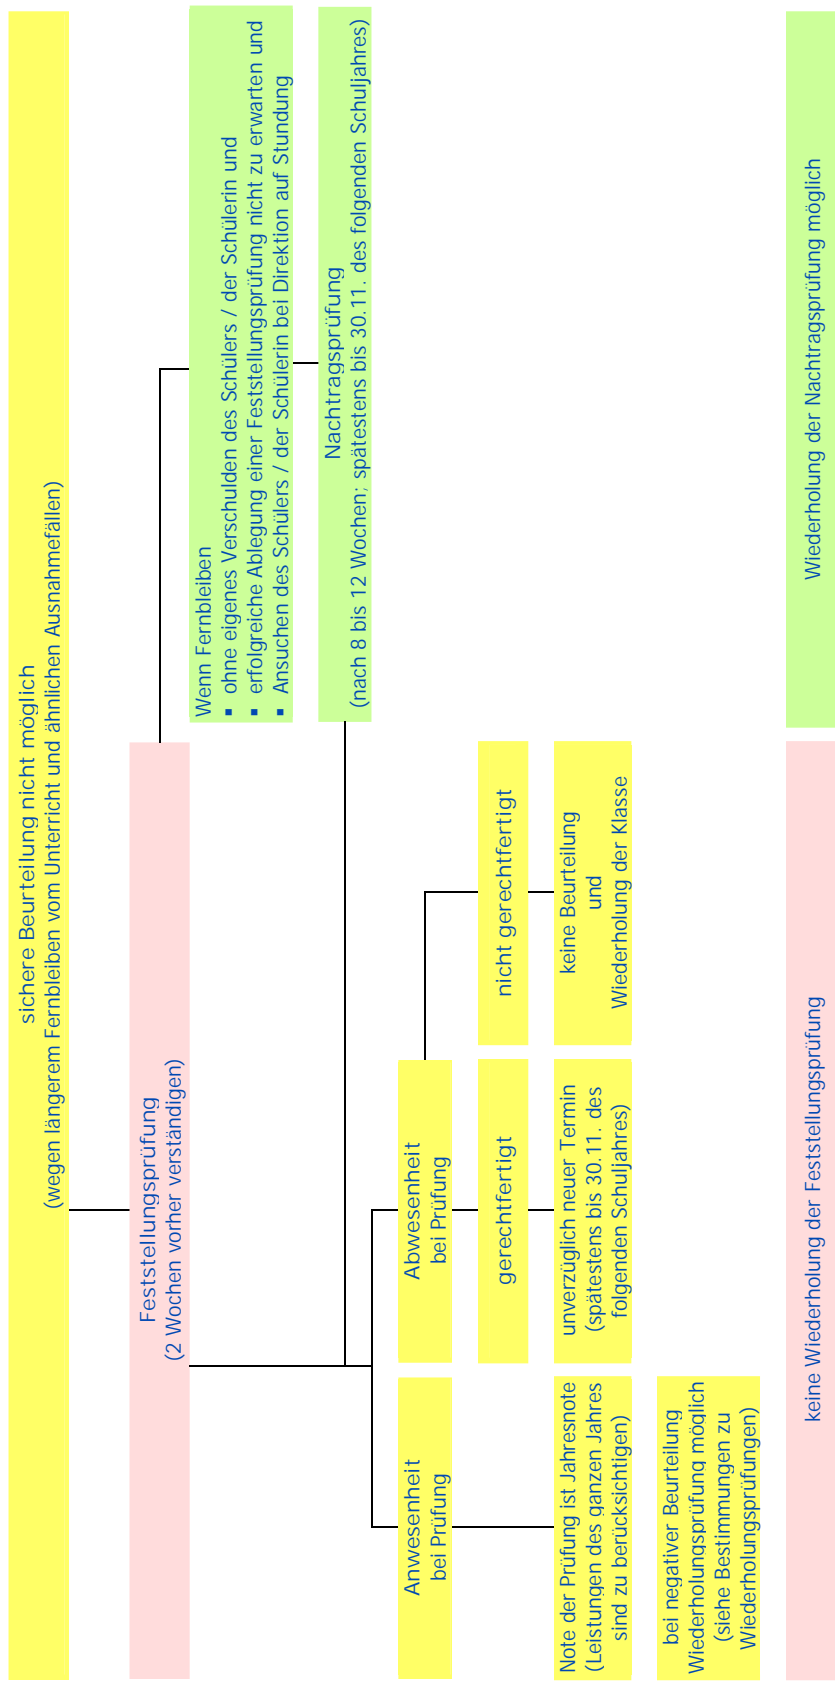 sichere Beurteilung nicht möglich
(wegen längerem Fernbleiben vom Unterricht und ähnlichen Ausnahmefällen)
Feststellungsprüfung
(2 Wochen vorher verständigen)
Wenn Fernbleiben
▪ ohne eigenes Verschulden des Schülers / der Schülerin und
▪ erfolgreiche Ablegung einer Feststellungsprüfung nicht zu erwarten und
▪ Ansuchen des Schülers / der Schülerin bei Direktion auf Stundung
Nachtragsprüfung
(nach 8 bis 12 Wochen; spätestens bis 30.11. des folgenden Schuljahres)
Anwesenheit
bei Prüfung
Abwesenheit
bei Prüfung
gerechtfertigt
nicht gerechtfertigt
Note der Prüfung ist Jahresnote
(Leistungen des ganzen Jahres
sind zu berücksichtigen)
unverzüglich neuer Termin
(spätestens bis 30.11. des
folgenden Schuljahres)
keine Beurteilung
und
Wiederholung der Klasse
bei negativer Beurteilung
Wiederholungsprüfung möglich
(siehe Bestimmungen zu
Wiederholungsprüfungen)
keine Wiederholung der Feststellungsprüfung
Wiederholung der Nachtragsprüfung möglich